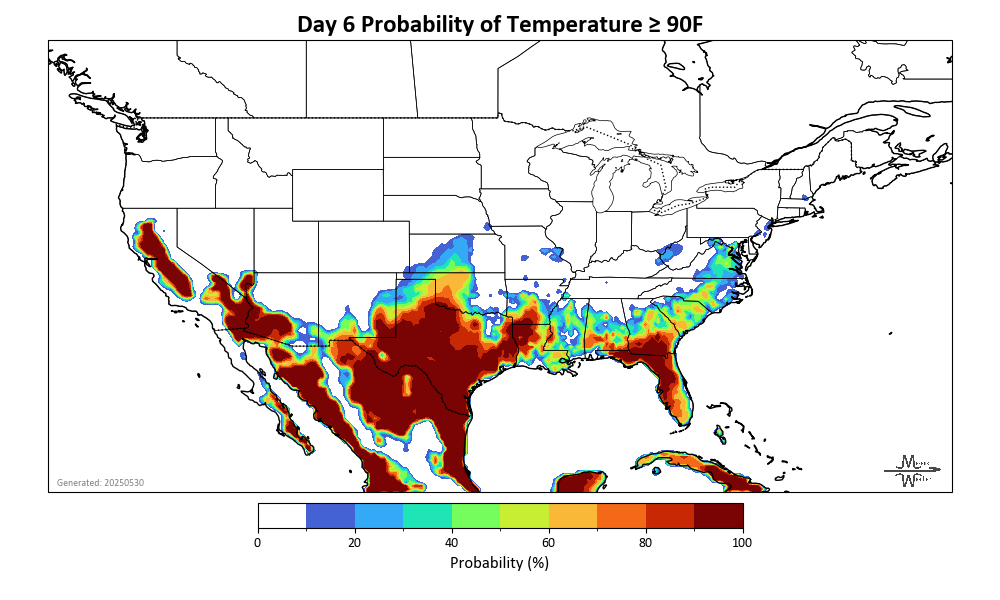 Day 6 Probability of Temperature ≥ 90F
Generated: 20250530
0 20 40 60 80 100
Probability (%)